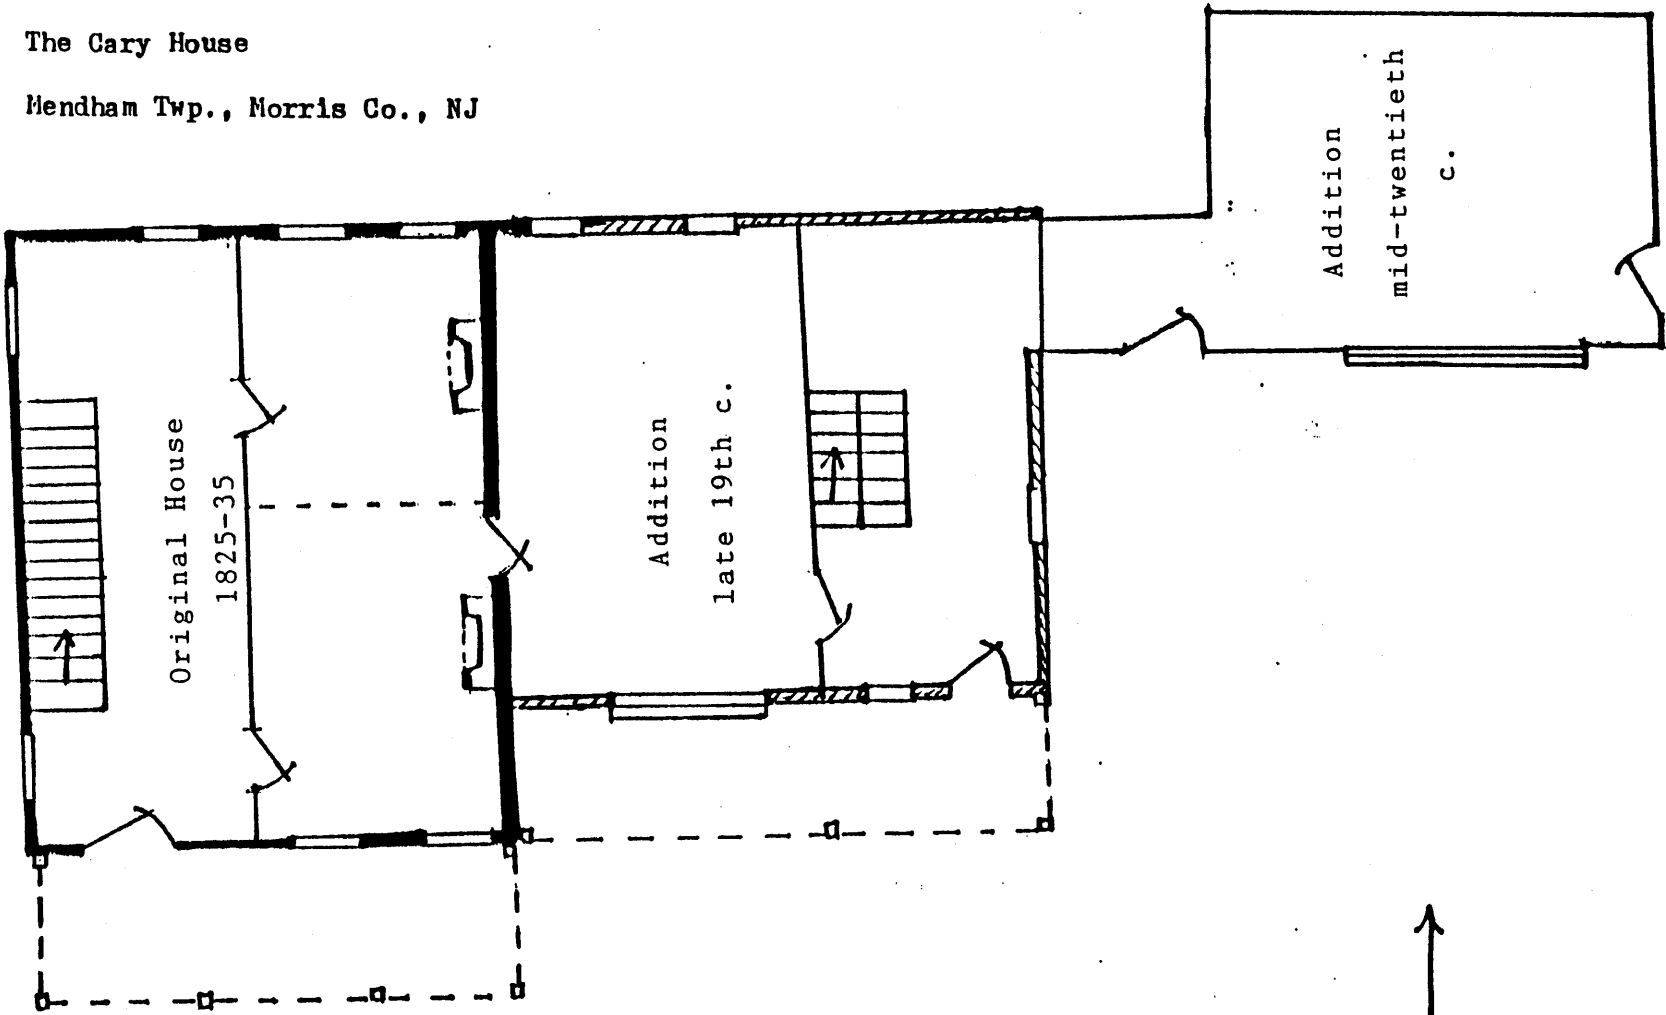 The Cary House
Mendham Twp., Morris Co., NJ
Original House
1825-35
Addition
late 19th c.
Addition
mid-twentieth
c.